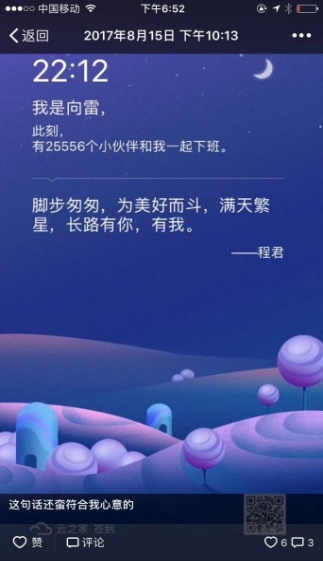 中国移动
下午6:52
返回
2017年8月15日 下午10:13
22:12
我是向雷,
此刻,
有25556个小伙伴和我一起下班。
脚步匆匆，为美好而斗，满天繁
星，长路有你，有我。
——程君
这句话还蛮符合我心意的
云之家 签到
赞
评论
6
3